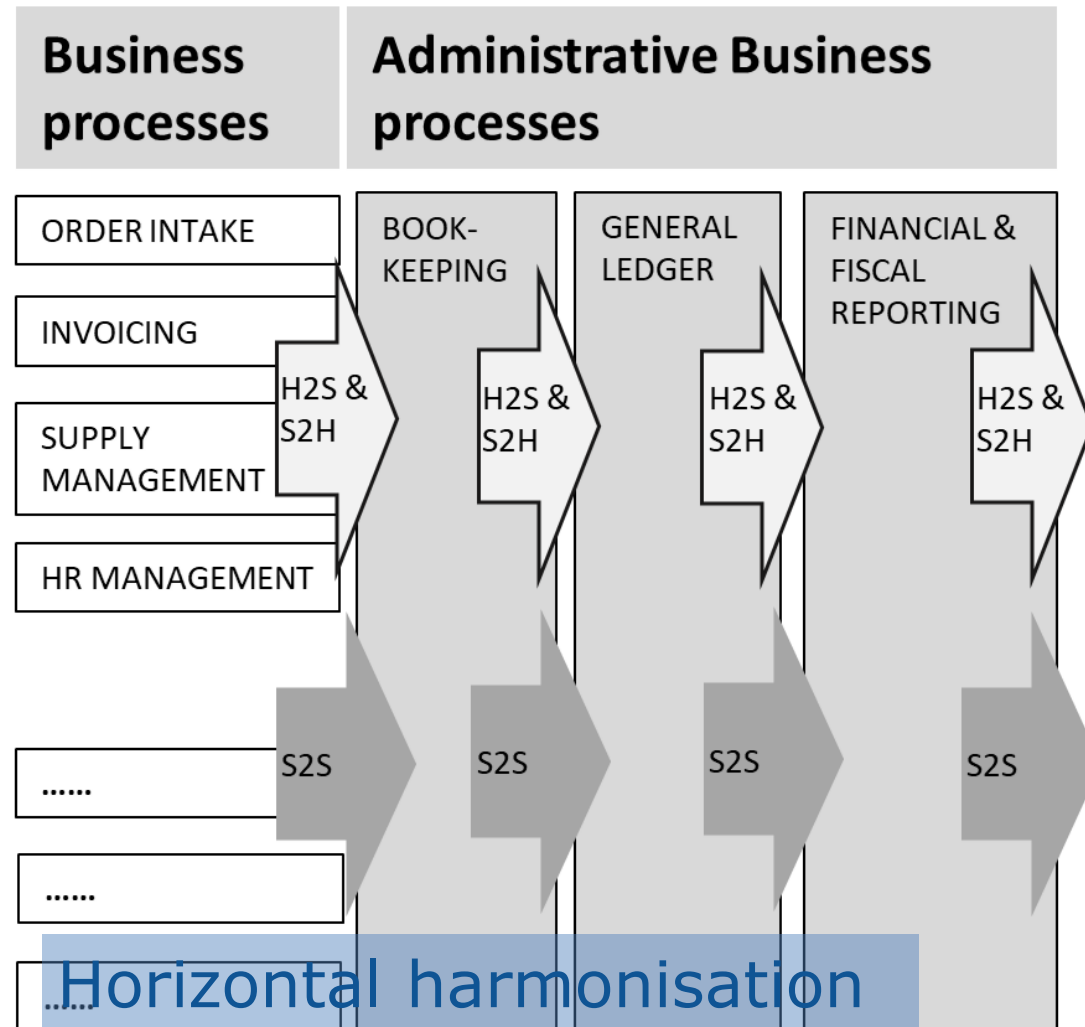 Business
processes
Administrative Business
processes
ORDER INTAKE
INVOICING
SUPPLY
MANAGEMENT
HR MANAGEMENT
......
......
......
BOOK-
KEEPING
GENERAL
LEDGER
FINANCIAL &
FISCAL
REPORTING
H2S &
S2H
H2S &
S2H
H2S &
S2H
H2S &
S2H
S2S
S2S
S2S
S2S
Horizontal harmonisation